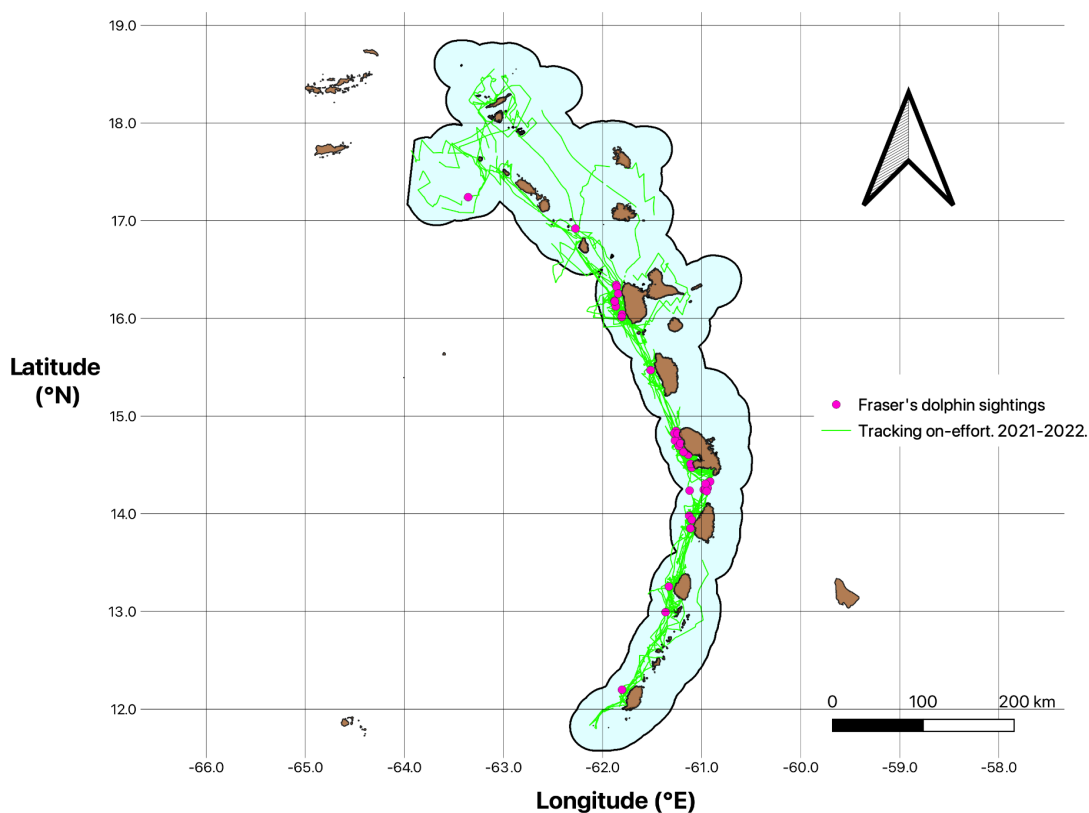 19.0
18.0
17.0
16.0
15.0
14.0
13.0
12.0
Latitude
(°N)
Fraser's dolphin sightings
Tracking on-effort. 2021-2022.
0 100 200 km
-66.0 -65.0 -64.0 -63.0 -62.0 -61.0 -60.0 -59.0 -58.0
Longitude (°E)